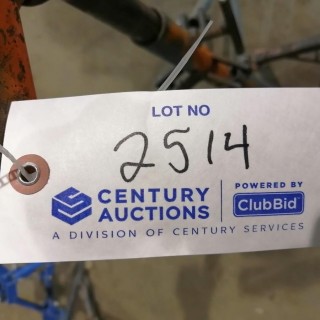 LOT NO
2514
CENTURY AUCTIONS
POWERED BY
ClubBid
A DIVISION OF CENTURY SERVICES